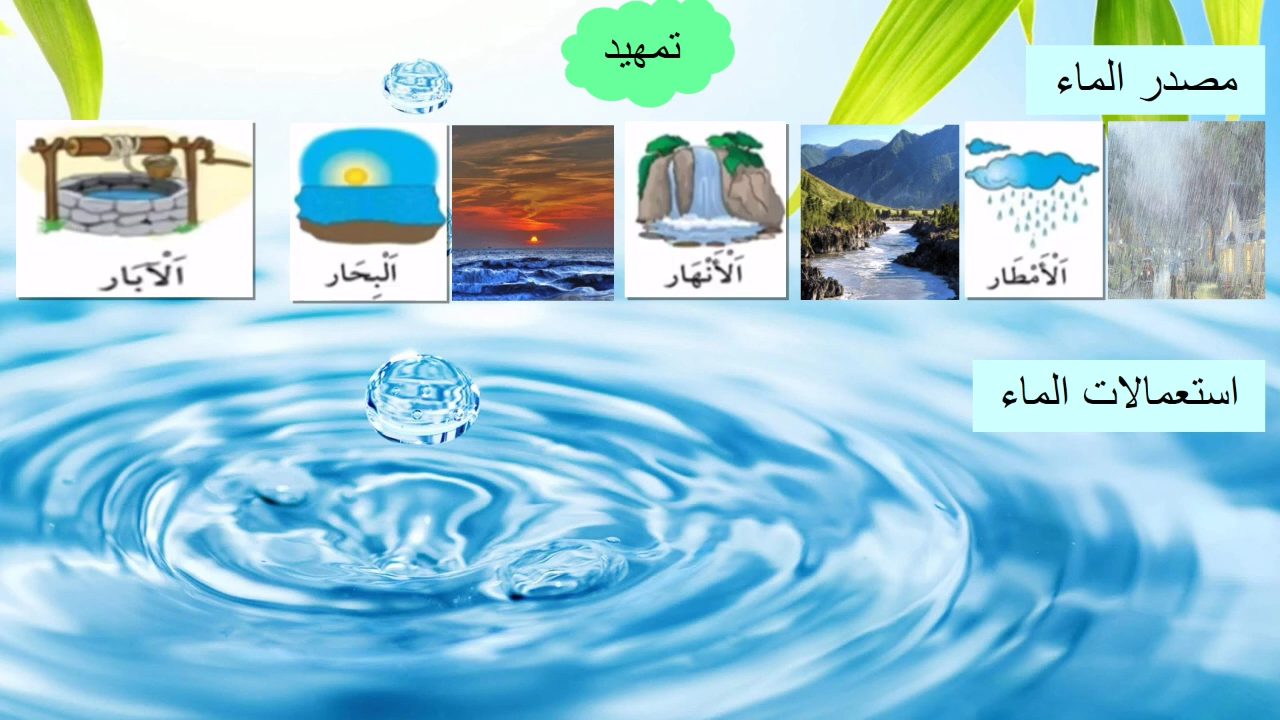 تمهيد
مصدر الماء
اَلْأَمْطَار
اَلْأَنْهَار
اَلْبِحَار
اَلْآبَار
استعمالات الماء